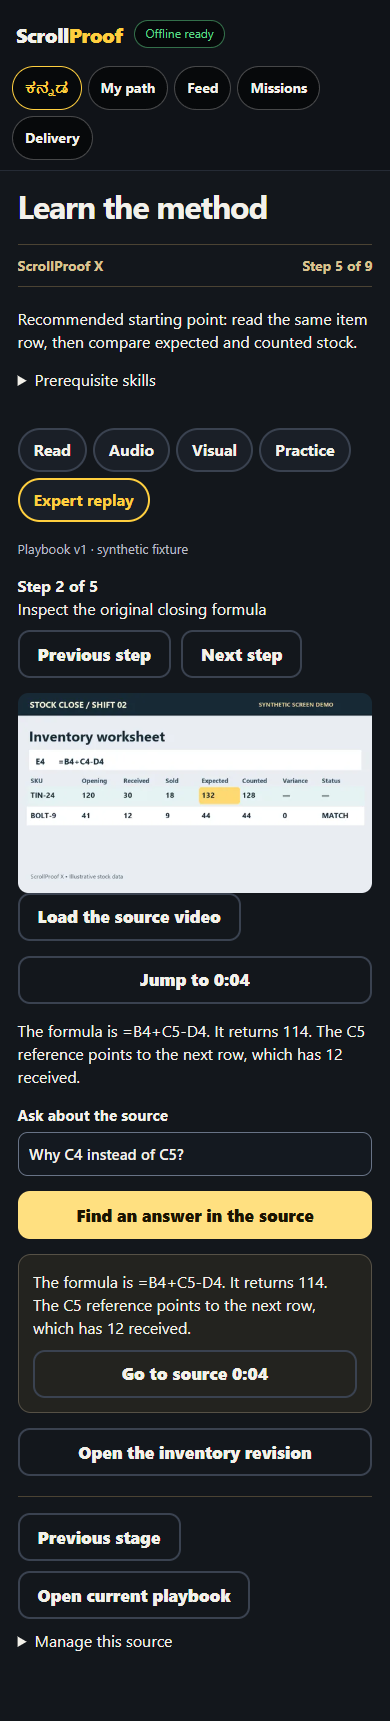 ScrollProof
Offline ready
ಕನ್ನಡ
My path
Feed
Missions
Delivery
Learn the method
ScrollProof X
Step 5 of 9
Recommended starting point: read the same item
row, then compare expected and counted stock.
▶ Prerequisite skills
Read
Audio
Visual
Practice
Expert replay
Playbook v1 · synthetic fixture
Step 2 of 5
Inspect the original closing formula
Previous step
Next step
STOCK CLOSE / SHIFT 02
SYNTHETIC SCREEN DEMO
Inventory worksheet
E4 =B4+C4-D4
SKU Opening Received Sold Expected Counted Variance Status
TIN-24 120 30 18 132 128 — —
BOLT-9 41 12 9 44 44 0 MATCH
ScrollProof X • Illustrative stock data
Load the source video
Jump to 0:04
The formula is =B4+C5-D4. It returns 114. The C5
reference points to the next row, which has 12
received.
Ask about the source
Why C4 instead of C5?
Find an answer in the source
The formula is =B4+C5-D4. It returns 114.
The C5 reference points to the next row,
which has 12 received.
Go to source 0:04
Open the inventory revision
Previous stage
Open current playbook
▶ Manage this source